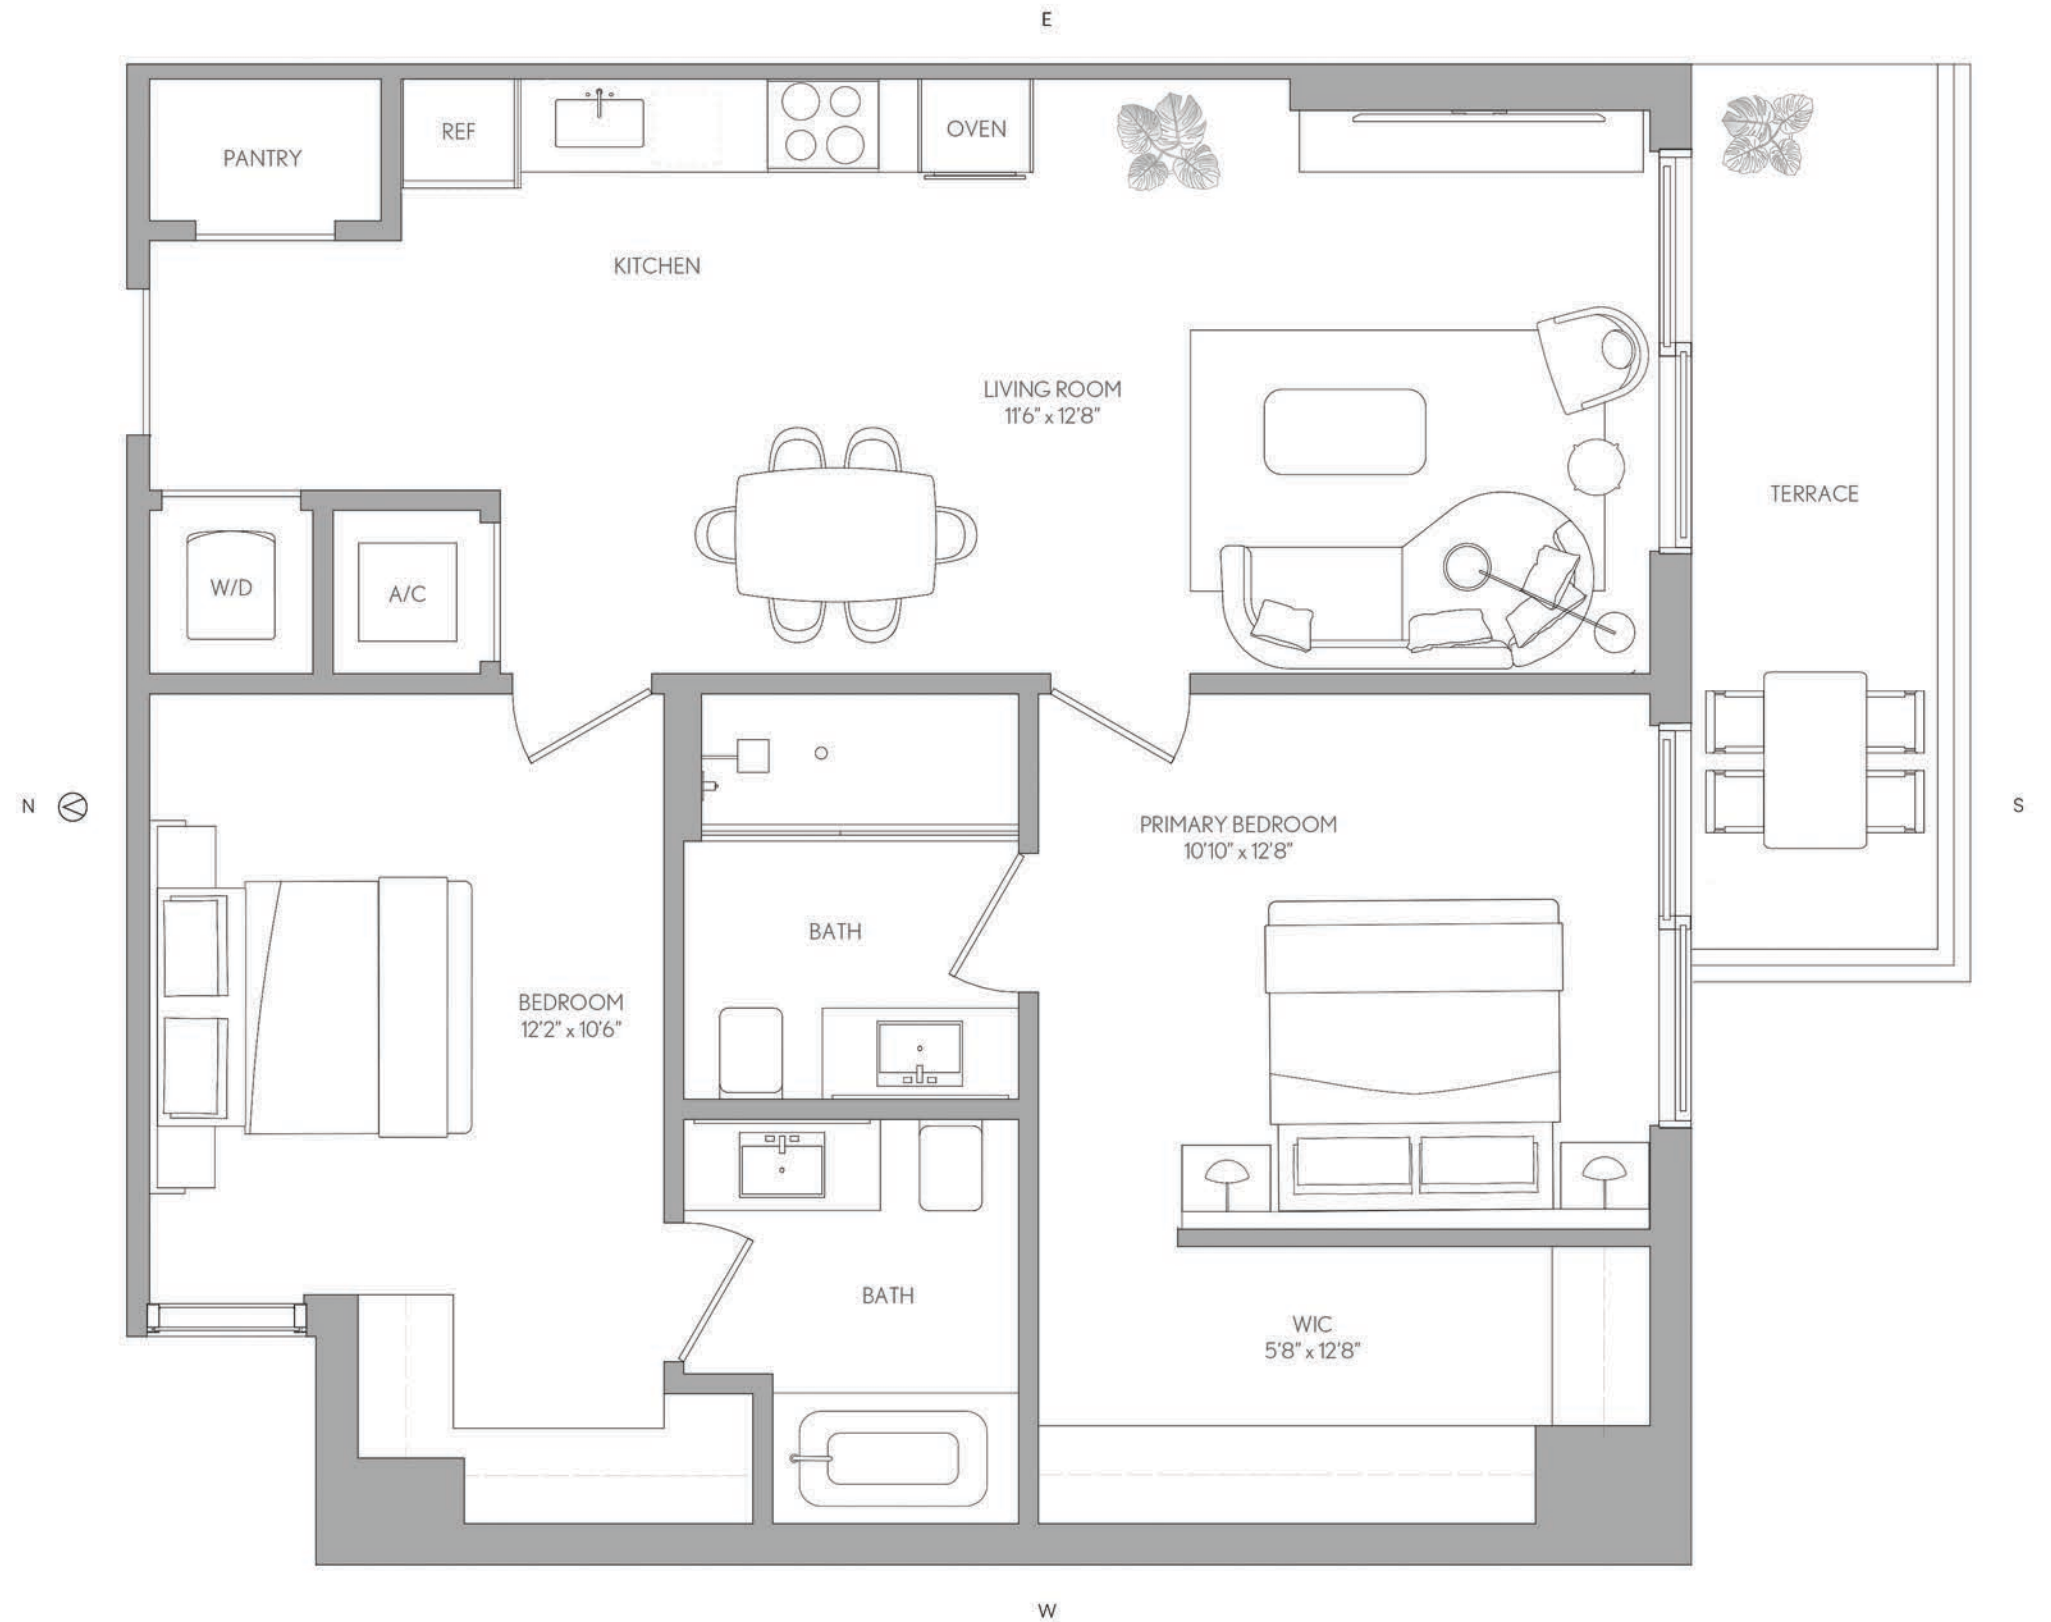 E
PANTRY
REF
OVEN
KITCHEN
LIVING ROOM
11'6" x 12'8"
TERRACE
W/D
A/C
N
S
PRIMARY BEDROOM
10'10" x 12'8"
BATH
BEDROOM
12'2" x 10'6"
BATH
WIC
5'8" x 12'8"
W